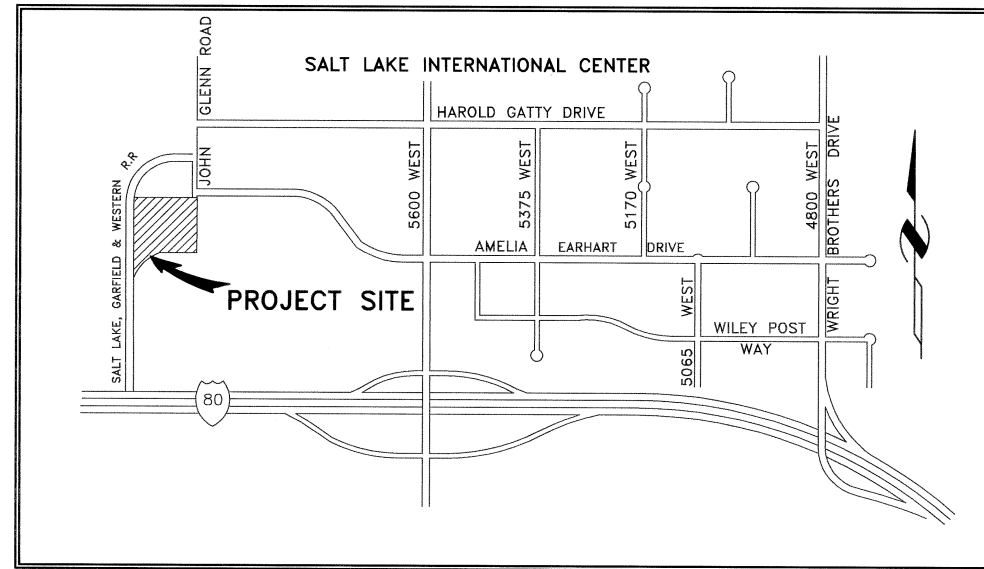 SALT LAKE INTERNATIONAL CENTER
GLENN ROAD
HAROLD GATTY DRIVE
JOHN
R.R
SALT LAKE, GARFIELD & WESTERN
5600 WEST
5375 WEST
5170 WEST
4800 WEST
WRIGHT BROTHERS DRIVE
AMELIA EARHART DRIVE
PROJECT SITE
5065 WEST
WILEY POST
WAY
80
N